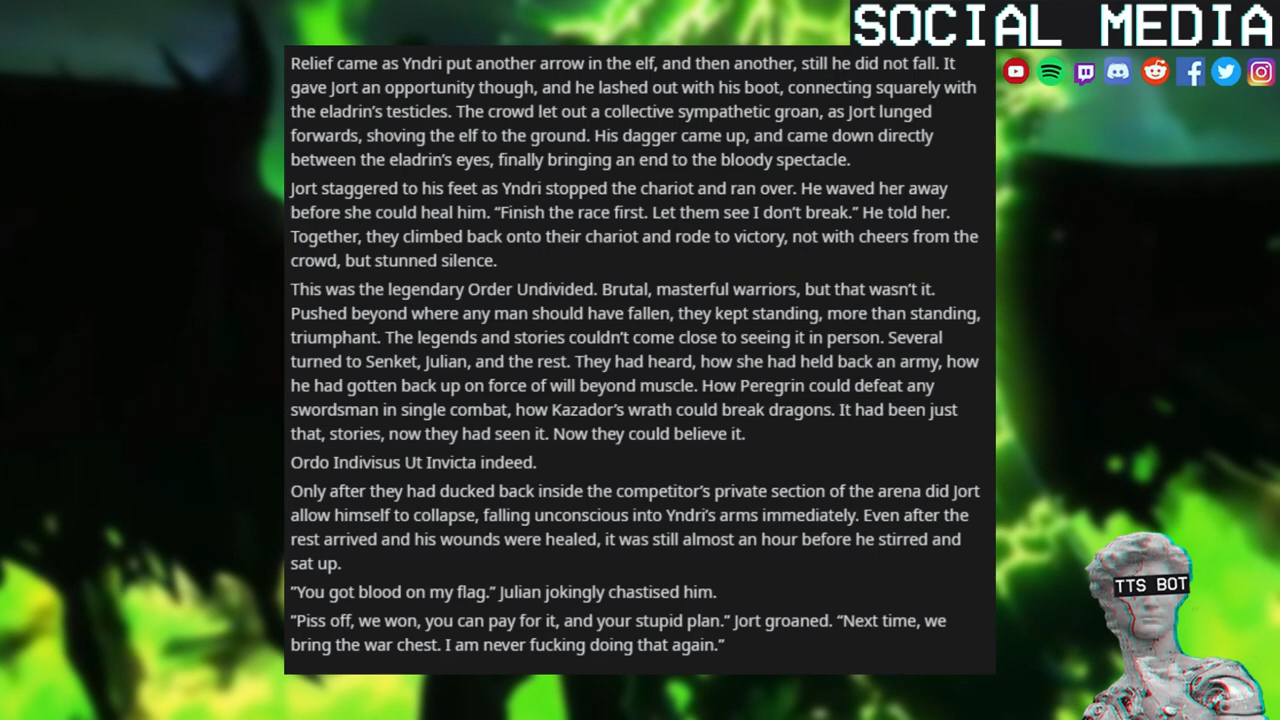 SOCIAL MEDIA
Relief came as Yndri put another arrow in the elf, and then another, still he did not fall. It
gave Jort an opportunity though, and he lashed out with his boot, connecting squarely with
the eladrin’s testicles. The crowd let out a collective sympathetic groan, as Jort lunged
forwards, shoving the elf to the ground. His dagger came up, and came down directly
between the eladrin’s eyes, finally bringing an end to the bloody spectacle.
Jort staggered to his feet as Yndri stopped the chariot and ran over. He waved her away
before she could heal him. “Finish the race first. Let them see I don’t break.” He told her.
Together, they climbed back onto their chariot and rode to victory, not with cheers from the
crowd, but stunned silence.
This was the legendary Order Undivided. Brutal, masterful warriors, but that wasn’t it.
Pushed beyond where any man should have fallen, they kept standing, more than standing,
triumphant. The legends and stories couldn’t come close to seeing it in person. Several
turned to Senket, Julian, and the rest. They had heard, how she had held back an army, how
he had gotten back up on force of will beyond muscle. How Peregrin could defeat any
swordsman in single combat, how Kazador’s wrath could break dragons. It had been just
that, stories, now they had seen it. Now they could believe it.
Ordo Indivisus Ut Invicta indeed.
Only after they had ducked back inside the competitor’s private section of the arena did Jort
allow himself to collapse, falling unconscious into Yndri’s arms immediately. Even after the
rest arrived and his wounds were healed, it was still almost an hour before he stirred and
sat up.
”You got blood on my flag.” Julian jokingly chastised him.
”Piss off, we won, you can pay for it, and your stupid plan.” Jort groaned. “Next time, we
bring the war chest. I am never fucking doing that again.”
TTS BOT